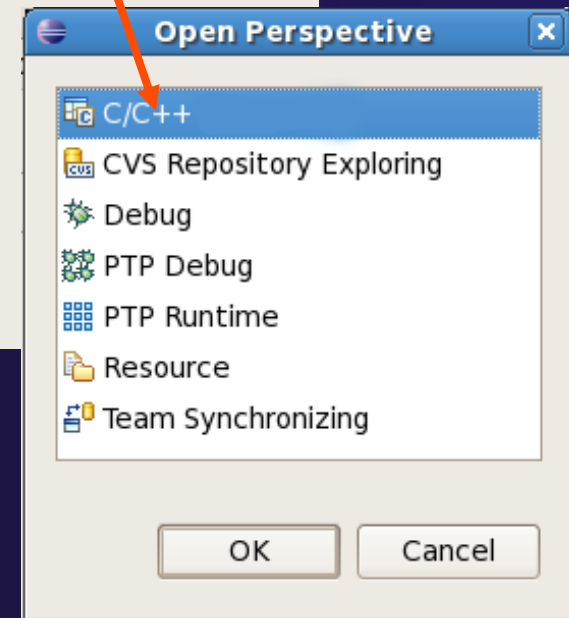 Open Perspective
C/C++
CVS Repository Exploring
Debug
PTP Debug
PTP Runtime
Resource
Team Synchronizing
OK Cancel